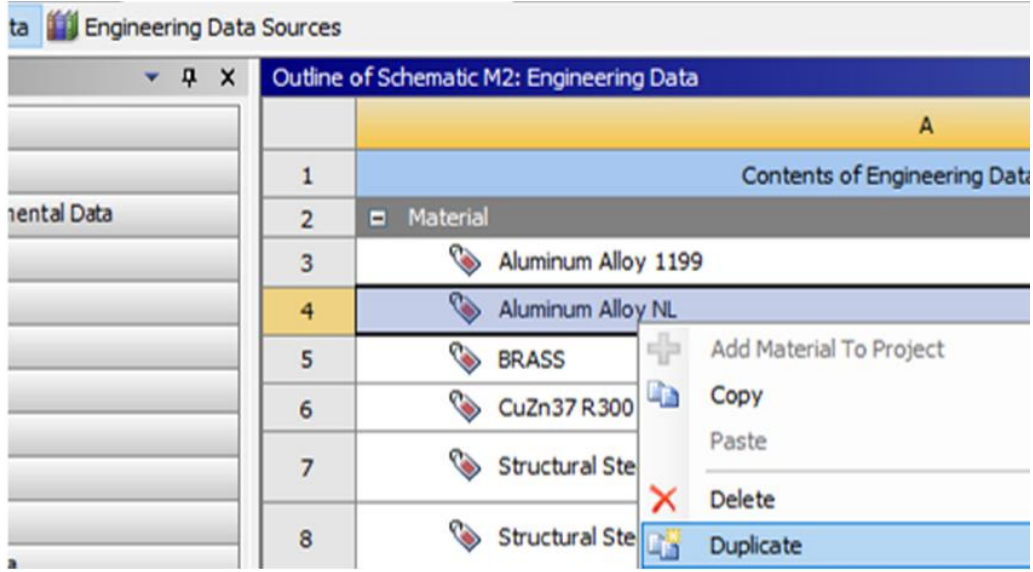 ta Engineering Data Sources
Outline of Schematic M2: Engineering Data
A
1 Contents of Engineering Data
ental Data
2 Material
3 Aluminum Alloy 1199
4 Aluminum Alloy NL
Add Material To Project
5 BRASS
Copy
6 CuZn37 R300
Paste
7 Structural Ste
Delete
8 Structural Ste
Duplicate